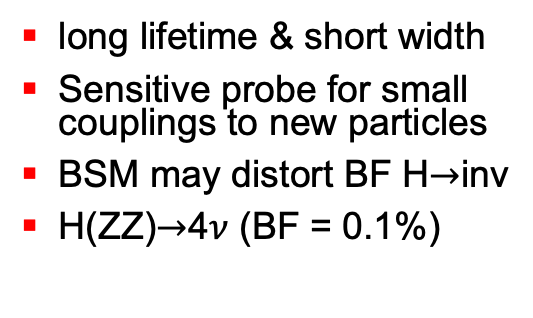 ▪ long lifetime & short width
▪ Sensitive probe for small
couplings to new particles
▪ BSM may distort BF H→inv
▪ H(ZZ)→4ν (BF = 0.1%)